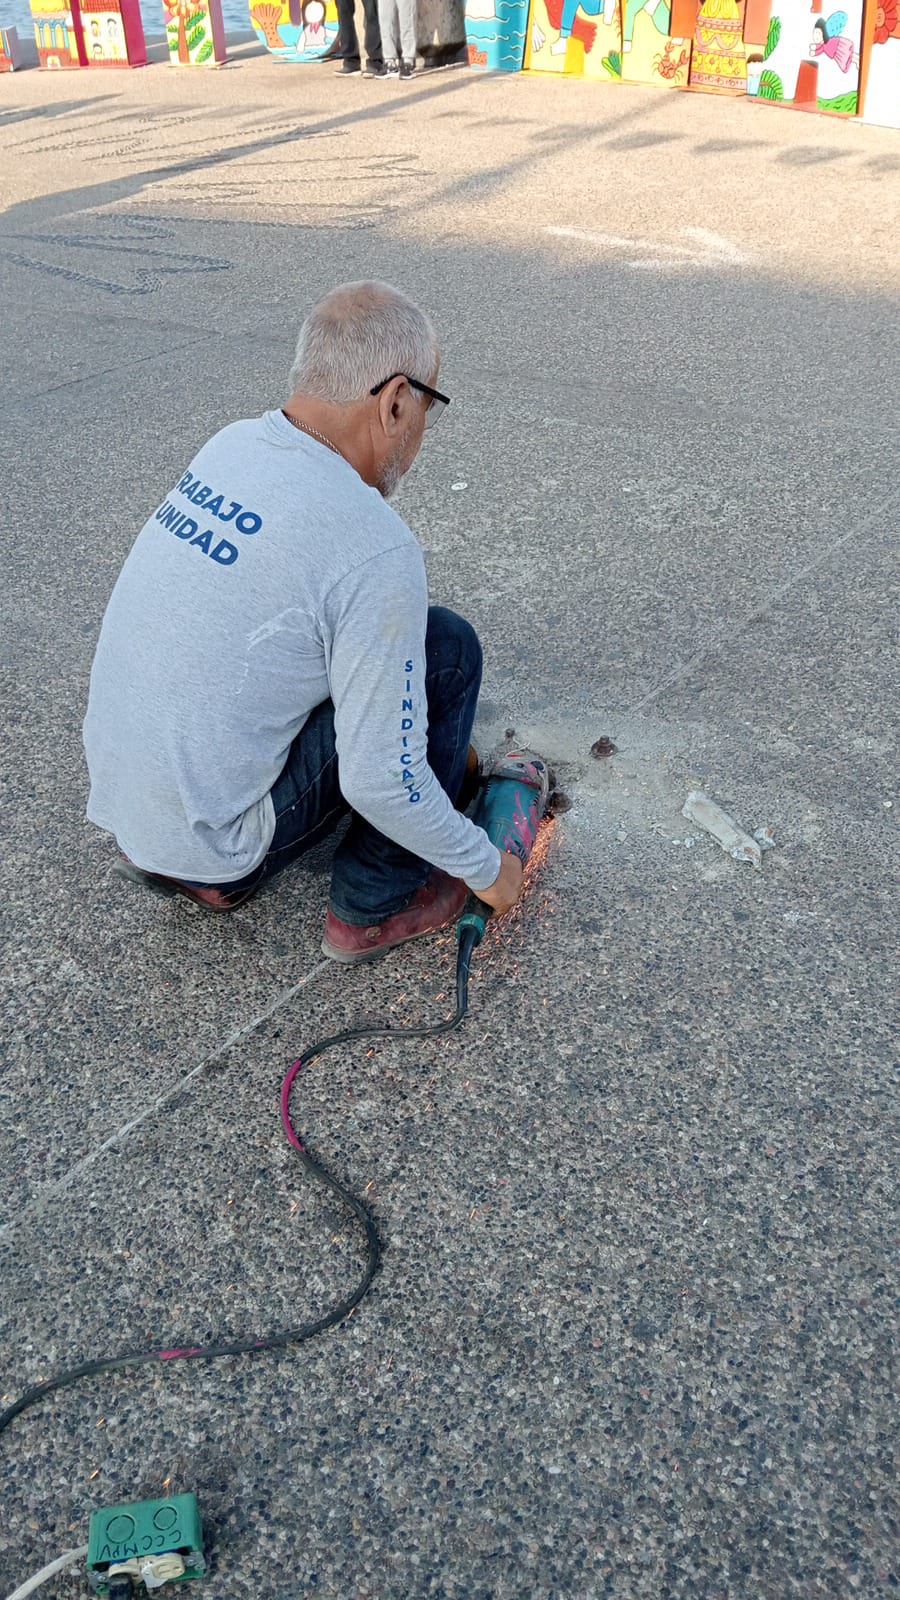 TRABAJO
UNIDAD
SINDICATO
CCCMPV